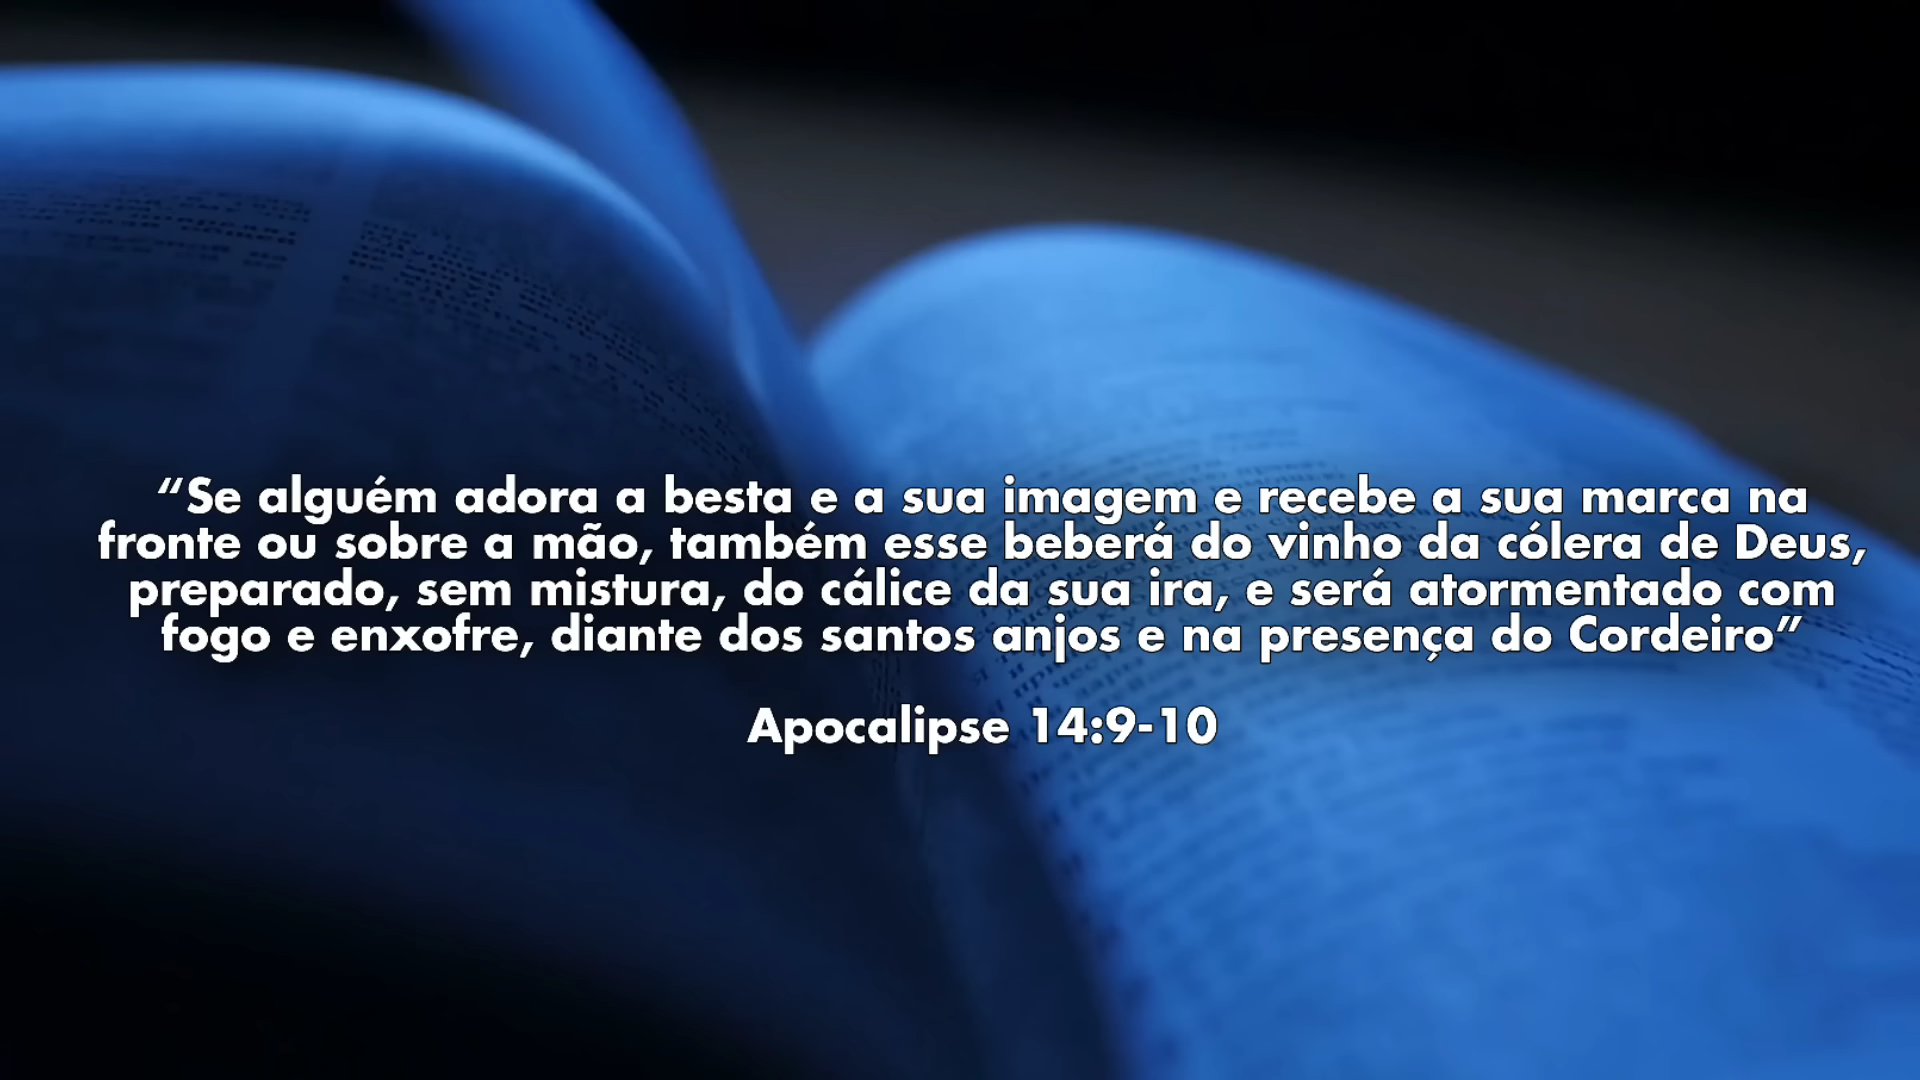 “Se alguém adora a besta e a sua imagem e recebe a sua marca na
fronte ou sobre a mão, também esse beberá do vinho da cólera de Deus,
preparado, sem mistura, do cálice da sua ira, e será atormentado com
fogo e enxofre, diante dos santos anjos e na presença do Cordeiro”
Apocalipse 14:9-10